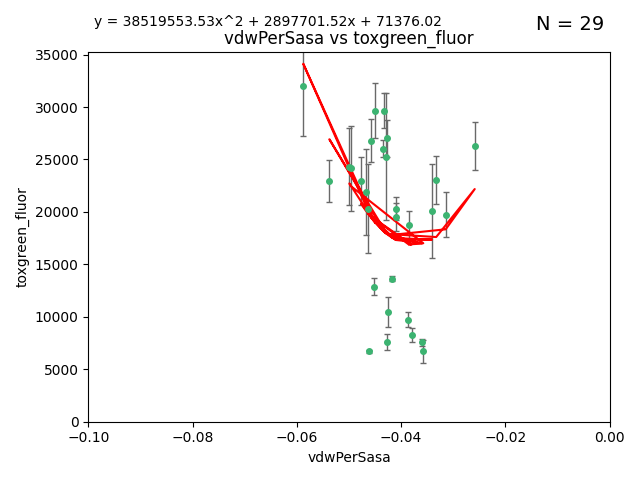 y = 38519553.53x^2 + 2897701.52x + 71376.02
N = 29
vdwPerSasa vs toxgreen_fluor
35000
30000
25000
20000
15000
10000
5000
0
toxgreen_fluor
−0.10 −0.08 −0.06 −0.04 −0.02 0.00
vdwPerSasa